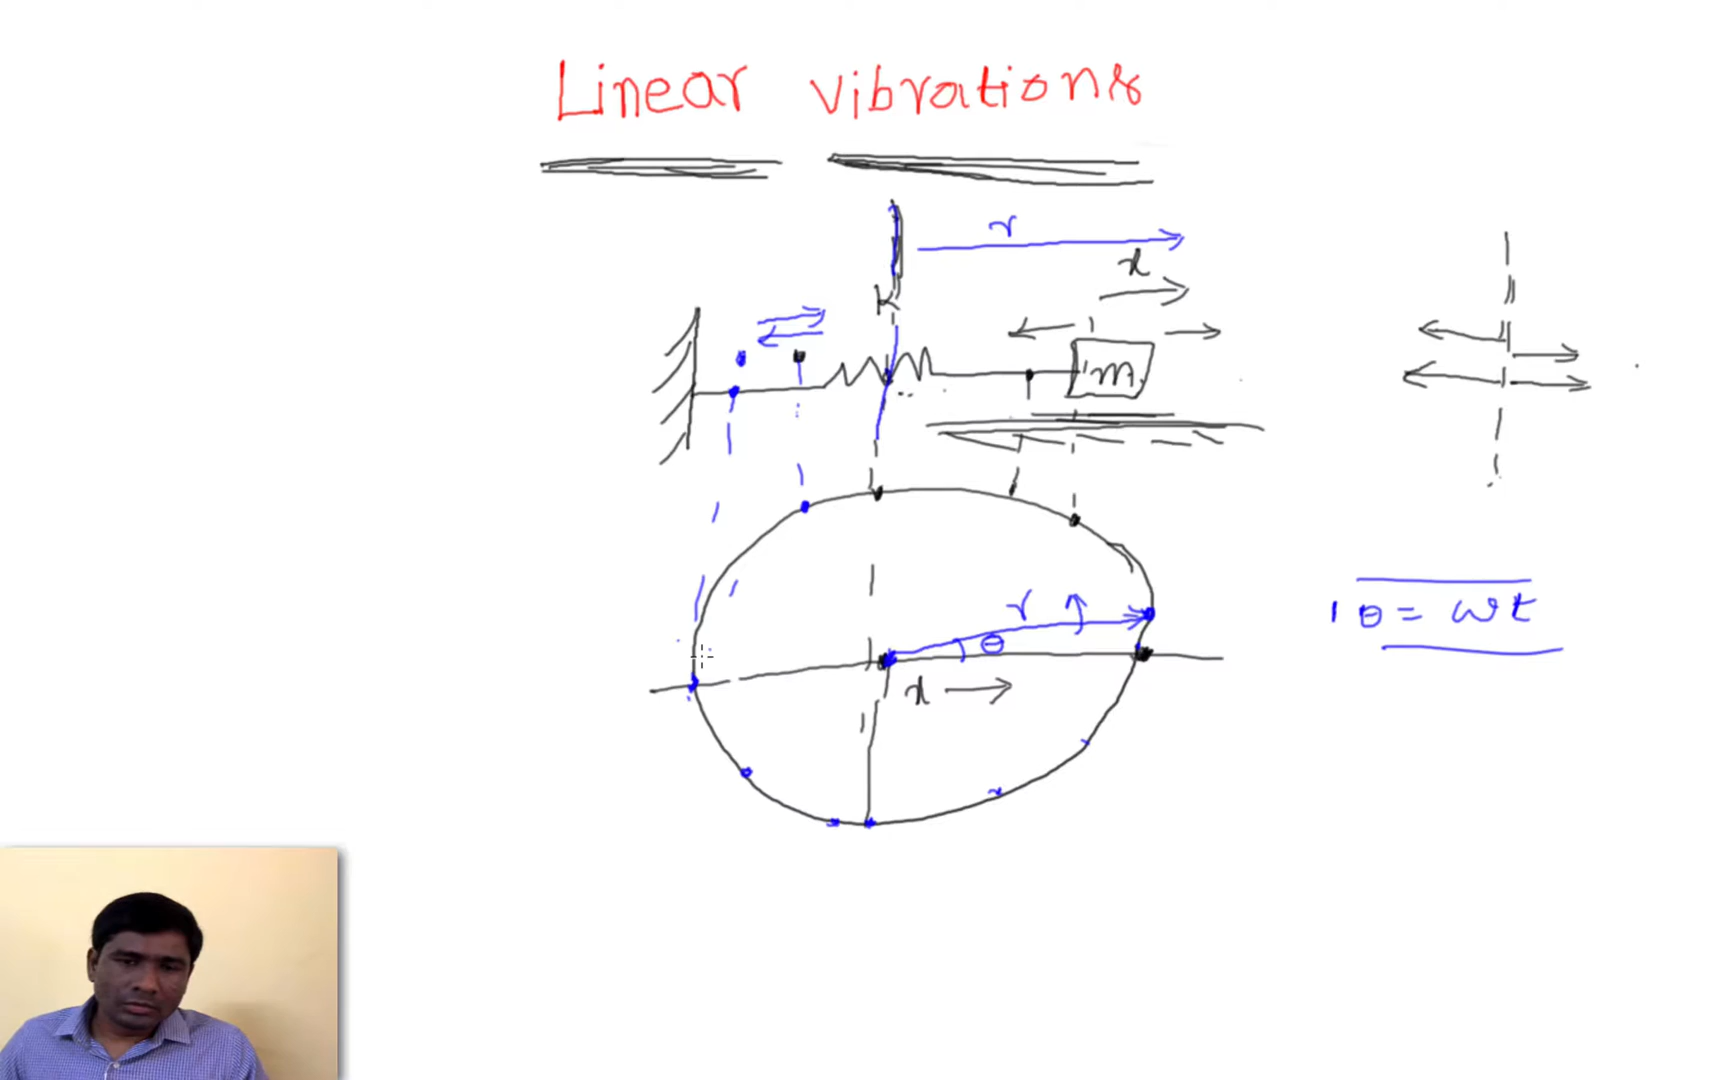 Linear vibrations
r
x
K
m
r
θ
x
θ = ωt